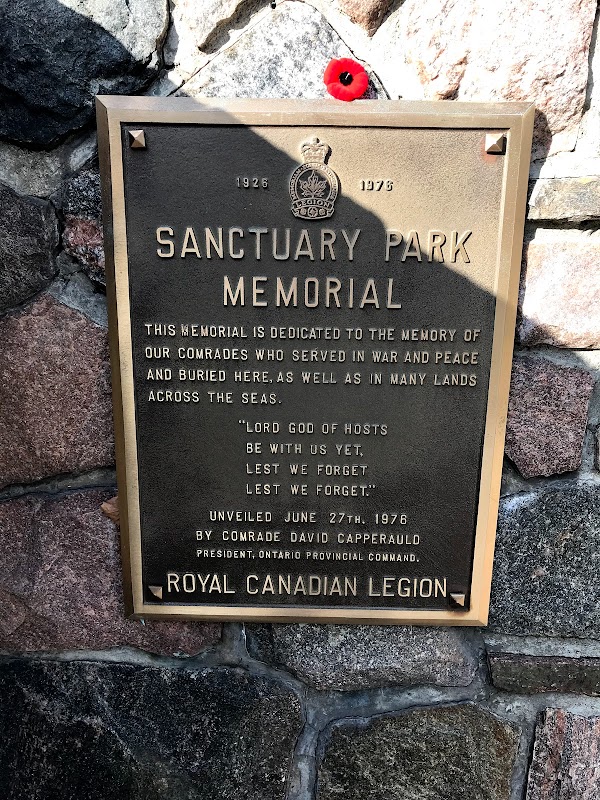 1926 1976
LEGION
SANCTUARY PARK
MEMORIAL
THIS MEMORIAL IS DEDICATED TO THE MEMORY OF
OUR COMRADES WHO SERVED IN WAR AND PEACE
AND BURIED HERE, AS WELL AS IN MANY LANDS
ACROSS THE SEAS.
"LORD GOD OF HOSTS
BE WITH US YET,
LEST WE FORGET
LEST WE FORGET."
UNVEILED JUNE 27TH, 1976
BY COMRADE DAVID CAPPERAULD
PRESIDENT, ONTARIO PROVINCIAL COMMAND,
ROYAL CANADIAN LEGION